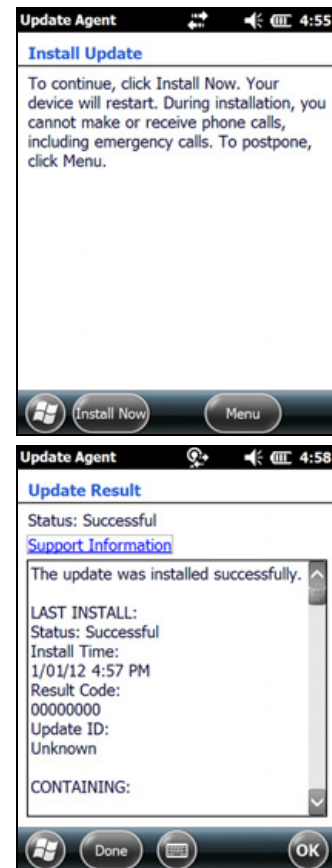 Update Agent 4:55
Install Update
To continue, click Install Now. Your
device will restart. During installation, you
cannot make or receive phone calls,
including emergency calls. To postpone,
click Menu.
Install Now Menu
Update Agent 4:58
Update Result
Status: Successful
Support Information
The update was installed successfully.
LAST INSTALL:
Status: Successful
Install Time:
1/01/12 4:57 PM
Result Code:
00000000
Update ID:
Unknown
CONTAINING:
Done OK